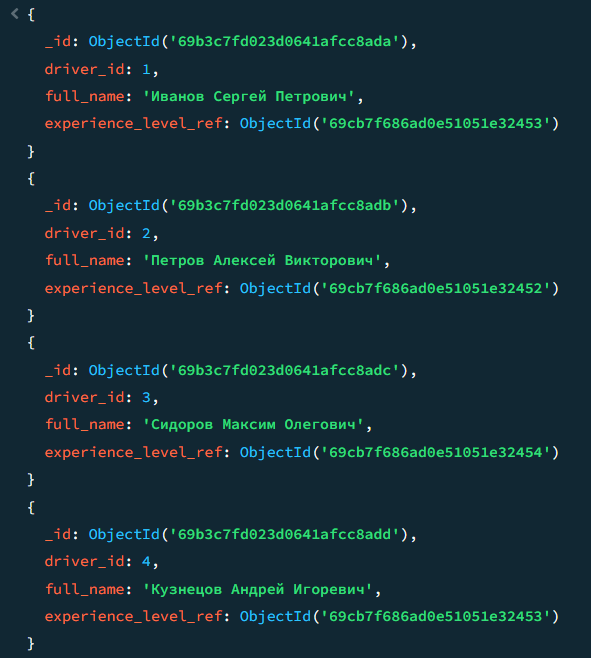 {
_id: ObjectId('69b3c7fd023d0641afcc8ada'),
driver_id: 1,
full_name: 'Иванов Сергей Петрович',
experience_level_ref: ObjectId('69cb7f686ad0e51051e32453')
}
{
_id: ObjectId('69b3c7fd023d0641afcc8adb'),
driver_id: 2,
full_name: 'Петров Алексей Викторович',
experience_level_ref: ObjectId('69cb7f686ad0e51051e32452')
}
{
_id: ObjectId('69b3c7fd023d0641afcc8adc'),
driver_id: 3,
full_name: 'Сидоров Максим Олегович',
experience_level_ref: ObjectId('69cb7f686ad0e51051e32454')
}
{
_id: ObjectId('69b3c7fd023d0641afcc8add'),
driver_id: 4,
full_name: 'Кузнецов Андрей Игоревич',
experience_level_ref: ObjectId('69cb7f686ad0e51051e32453')
}